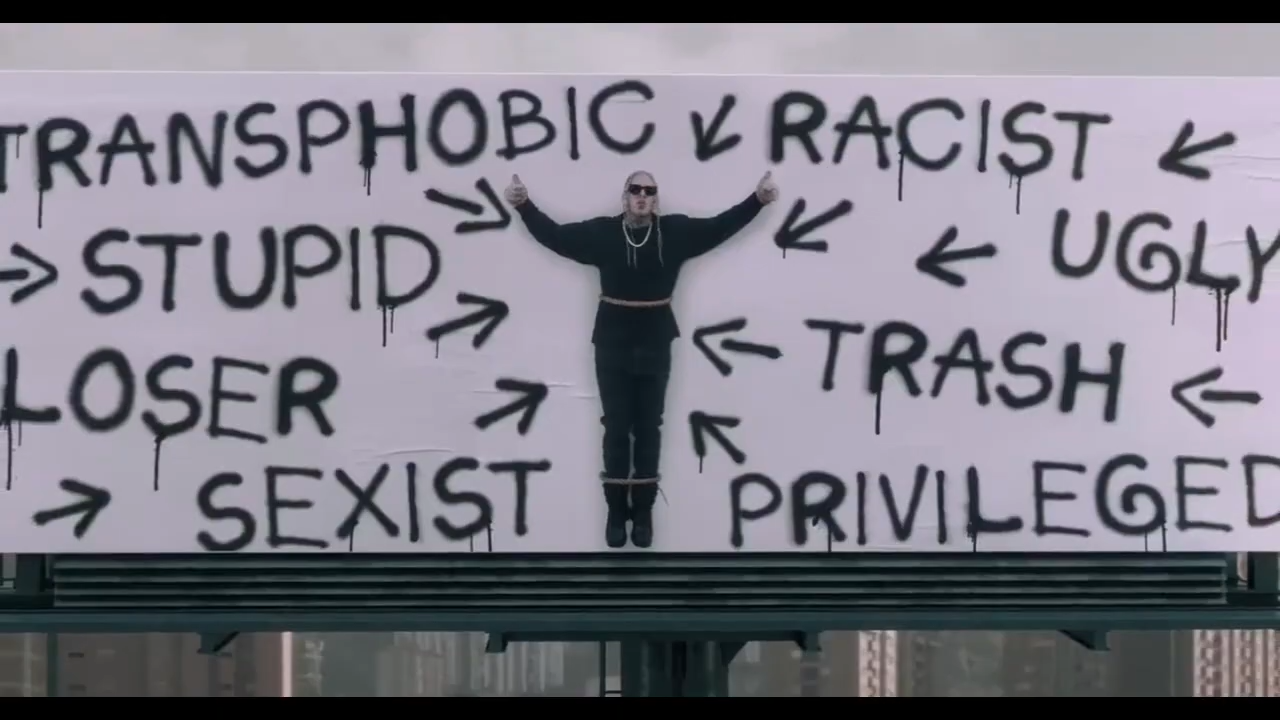 TRANSPHOBIC RACIST
STUPID UGLY
LOSER TRASH
SEXIST PRIVILEGED